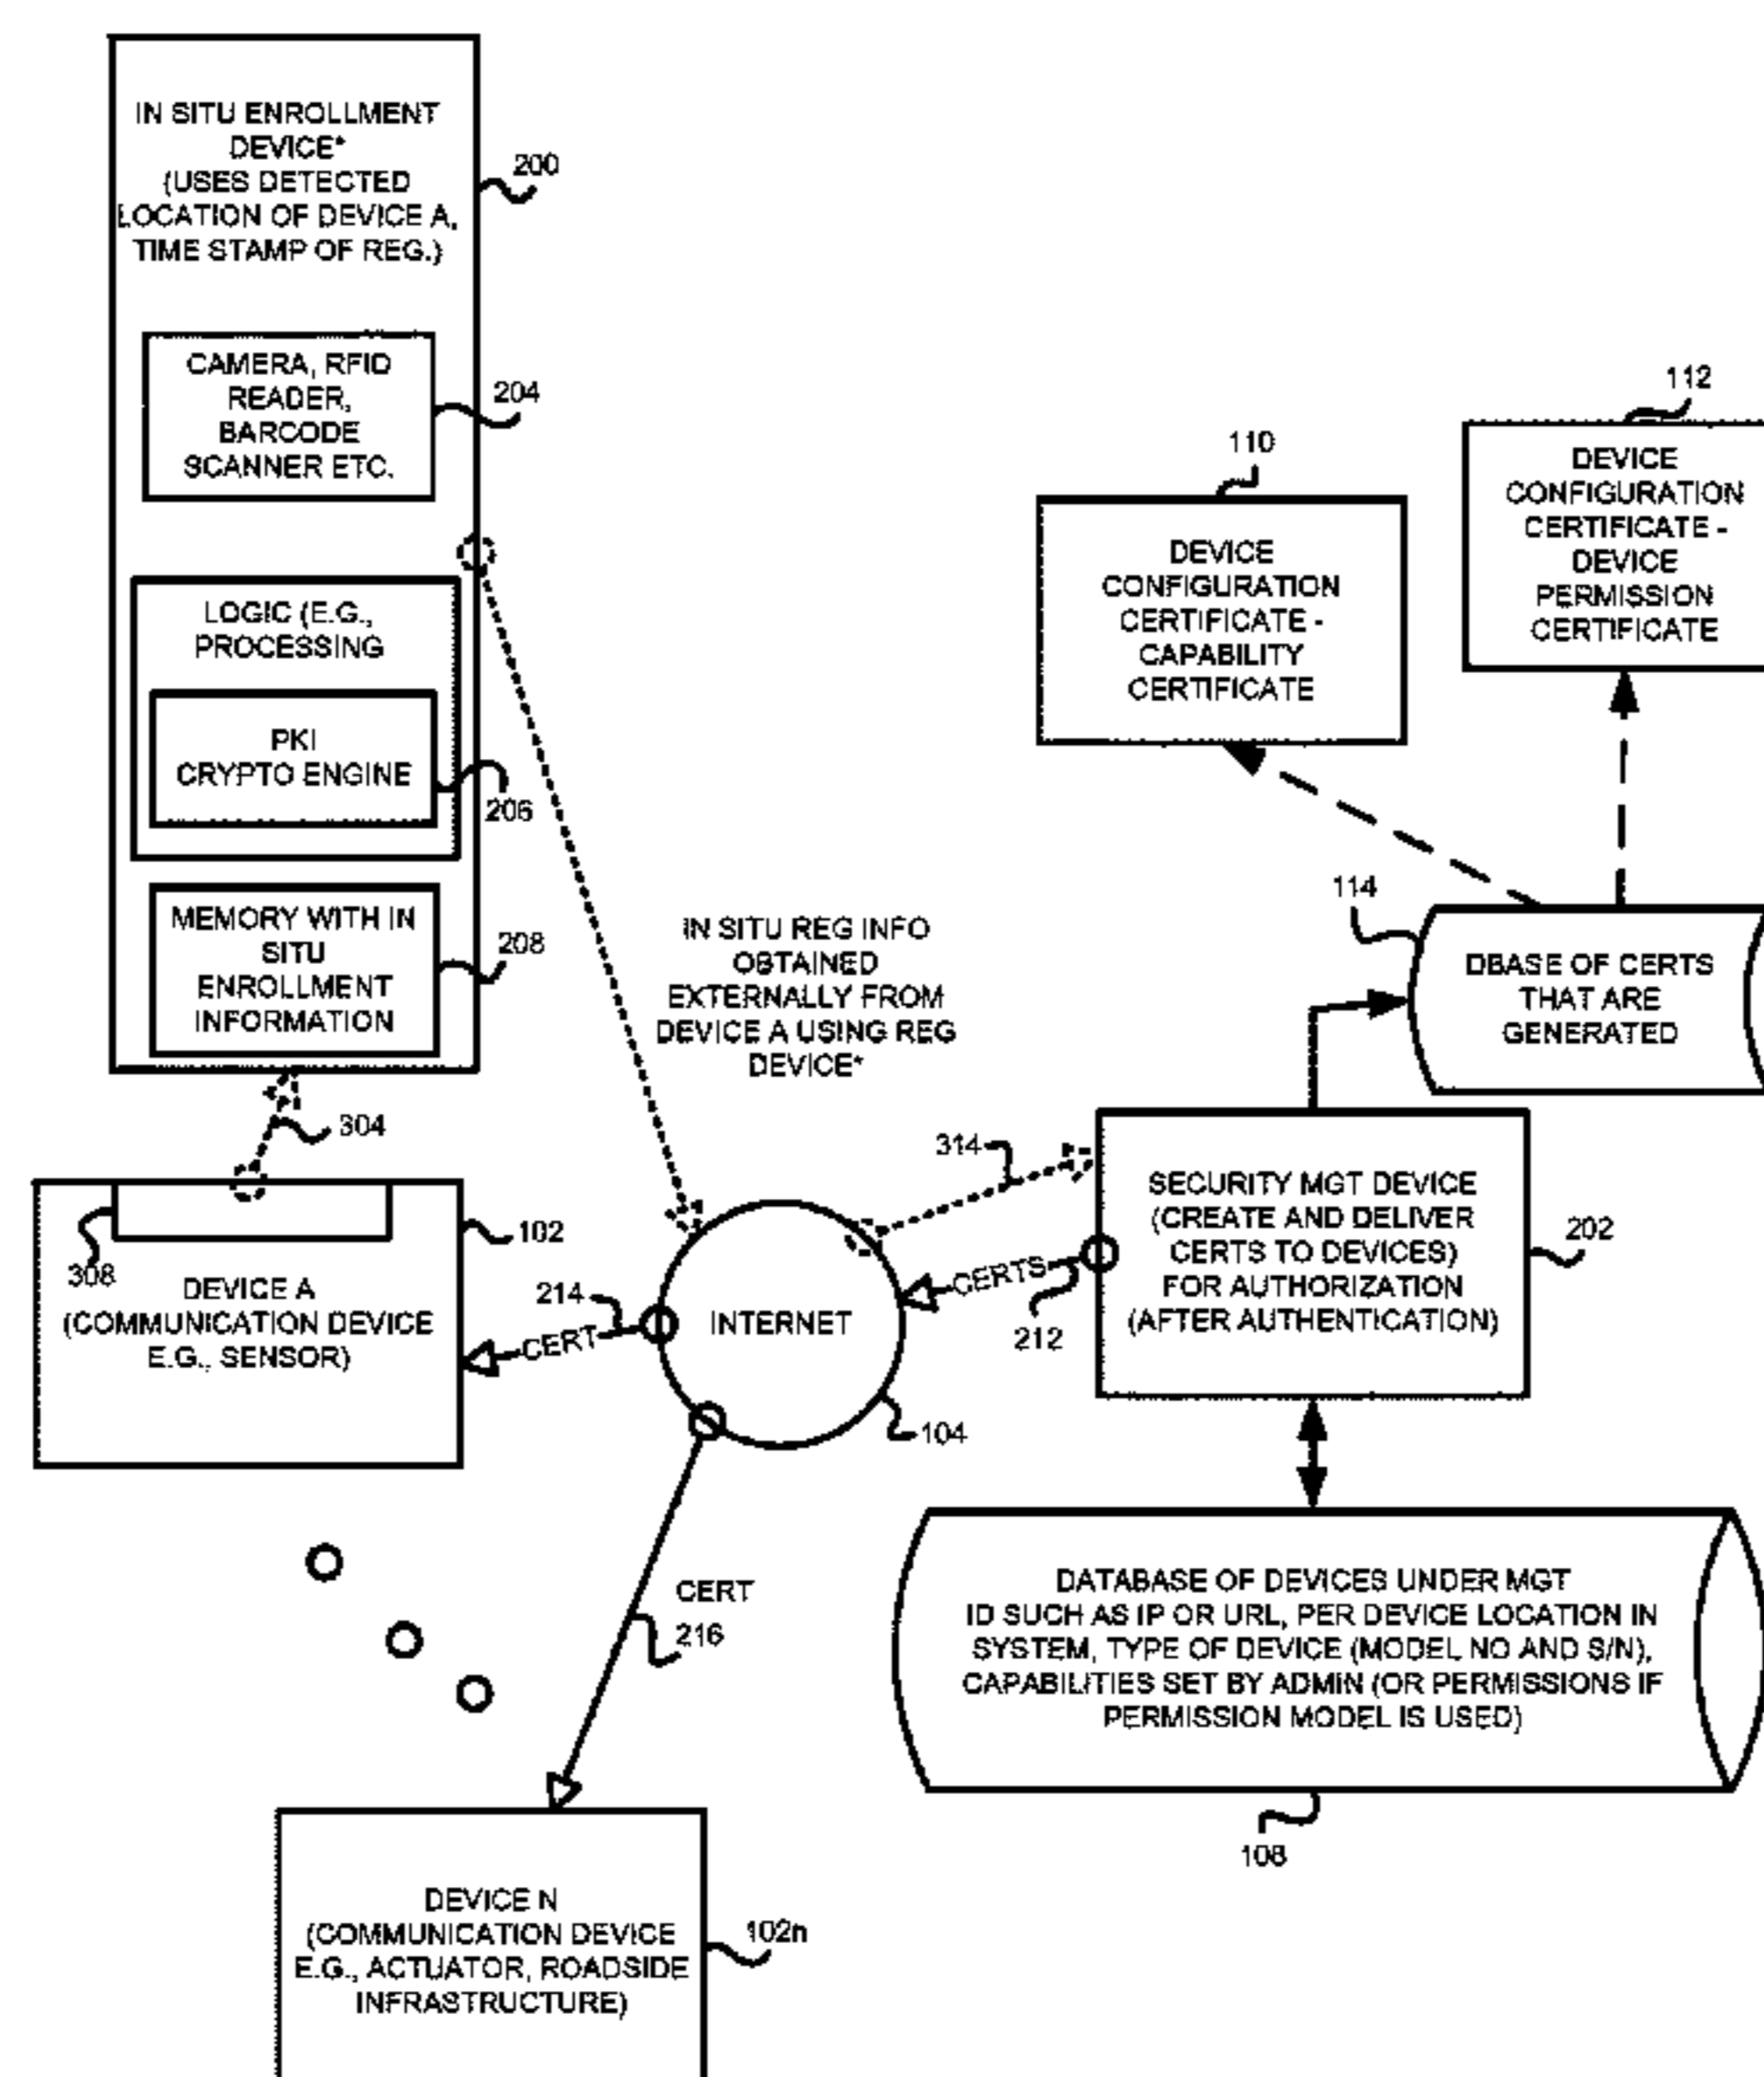 IN SITU ENROLLMENT
DEVICE*
(USES DETECTED
LOCATION OF DEVICE A,
TIME STAMP OF REG.)
200
CAMERA, RFID
READER,
BARCODE
SCANNER ETC.
204
LOGIC (E.G.,
PROCESSING
PKI
CRYPTO ENGINE
206
MEMORY WITH IN
SITU
ENROLLMENT
INFORMATION
208
304
308
102
DEVICE A
(COMMUNICATION DEVICE
E.G., SENSOR)
IN SITU REG INFO
OBTAINED
EXTERNALLY FROM
DEVICE A USING REG
DEVICE*
314
214
CERT
INTERNET
104
CERTS
212
CERT
216
DEVICE N
(COMMUNICATION DEVICE
E.G., ACTUATOR, ROADSIDE
INFRASTRUCTURE)
102n
110
DEVICE
CONFIGURATION
CERTIFICATE -
CAPABILITY
CERTIFICATE
112
DEVICE
CONFIGURATION
CERTIFICATE -
DEVICE
PERMISSION
CERTIFICATE
114
DBASE OF CERTS
THAT ARE
GENERATED
SECURITY MGT DEVICE
(CREATE AND DELIVER
CERTS TO DEVICES)
FOR AUTHORIZATION
(AFTER AUTHENTICATION)
202
DATABASE OF DEVICES UNDER MGT
ID SUCH AS IP OR URL, PER DEVICE LOCATION IN
SYSTEM, TYPE OF DEVICE (MODEL NO AND S/N),
CAPABILITIES SET BY ADMIN (OR PERMISSIONS IF
PERMISSION MODEL IS USED)
108